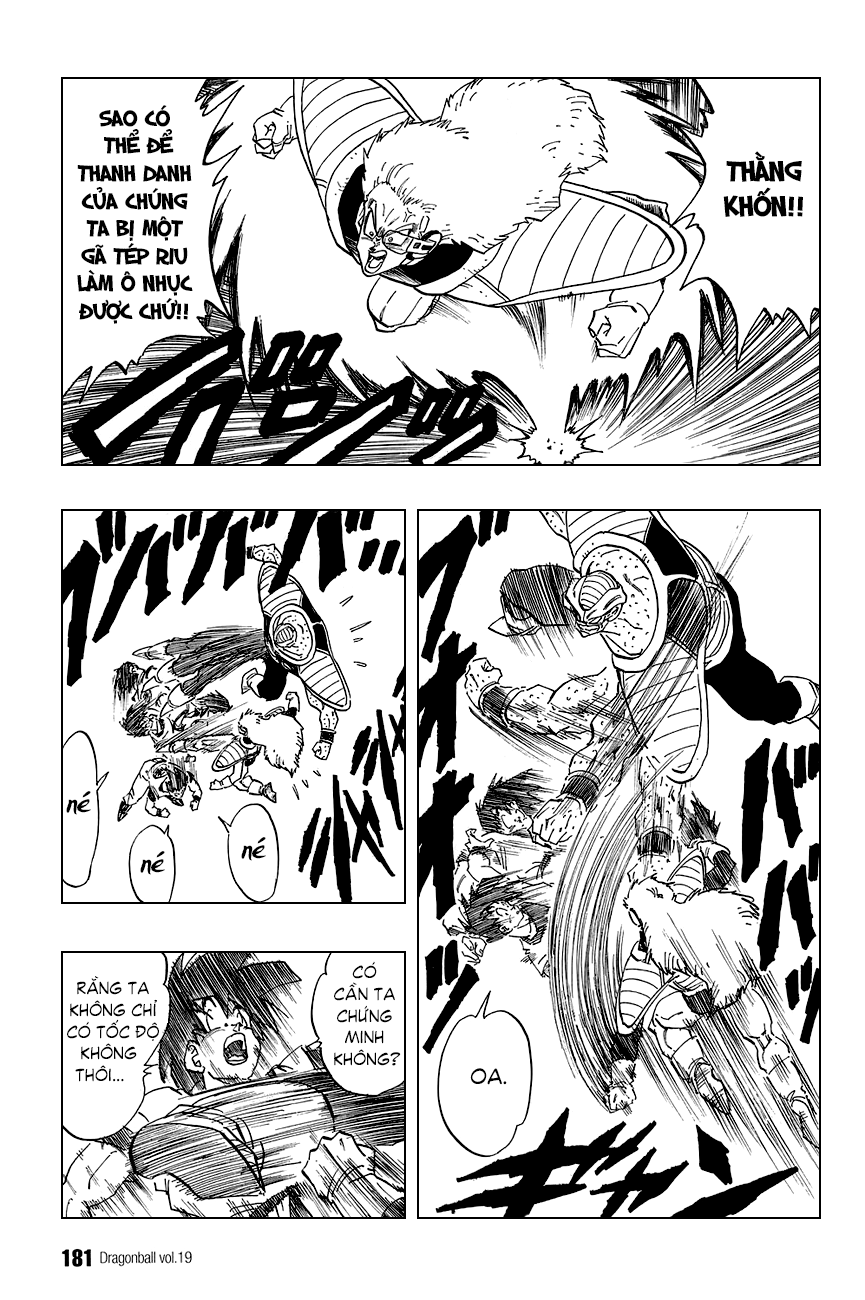 THẰNG
KHỐN!!
SAO CÓ
THỂ ĐỂ
THANH DANH
CỦA CHÚNG
TA BỊ MỘT
GÃ TÉP RIU
LÀM Ô NHỤC
ĐƯỢC CHỨ!!
OA.
NÉ
NÉ
NÉ
CÓ
CẦN TA
CHỨNG
MINH
KHÔNG?
RẰNG TA
KHÔNG CHỈ
CÓ TỐC ĐỘ
KHÔNG
THÔI...
181 Dragonball vol.19